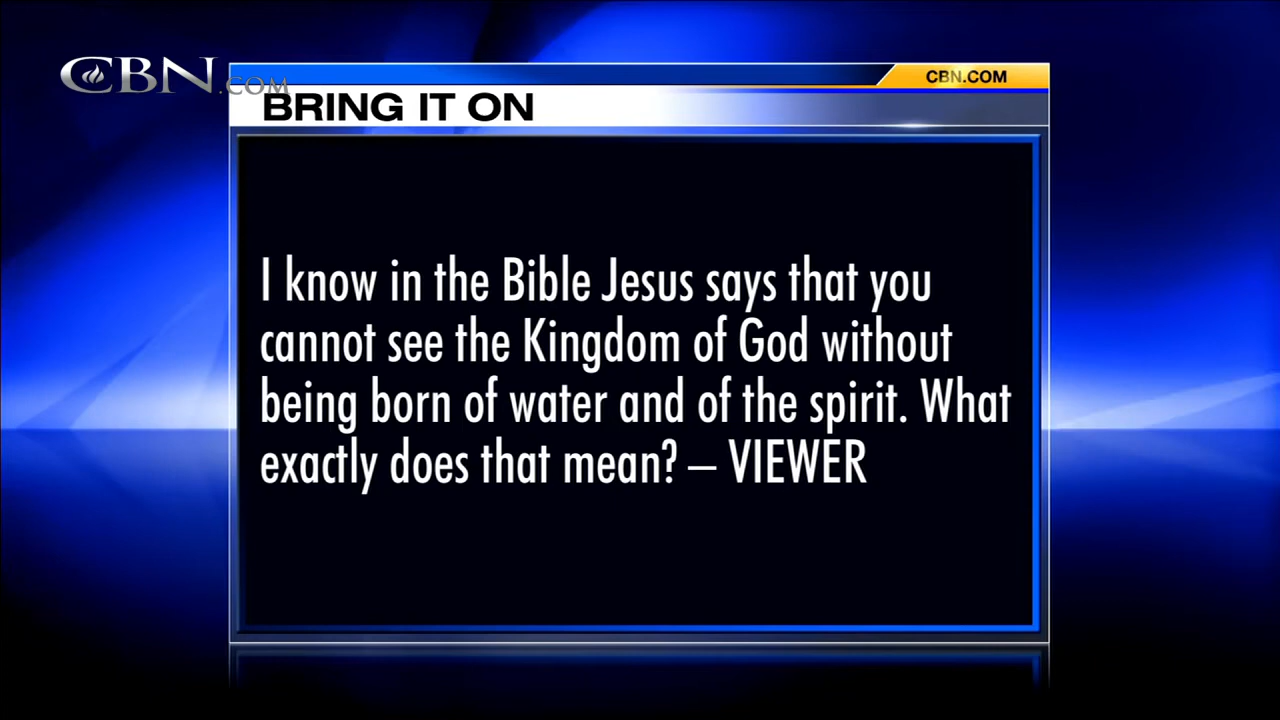 CBN.COM
CBN.COM
BRING IT ON
I know in the Bible Jesus says that you
cannot see the Kingdom of God without
being born of water and of the spirit. What
exactly does that mean? – VIEWER